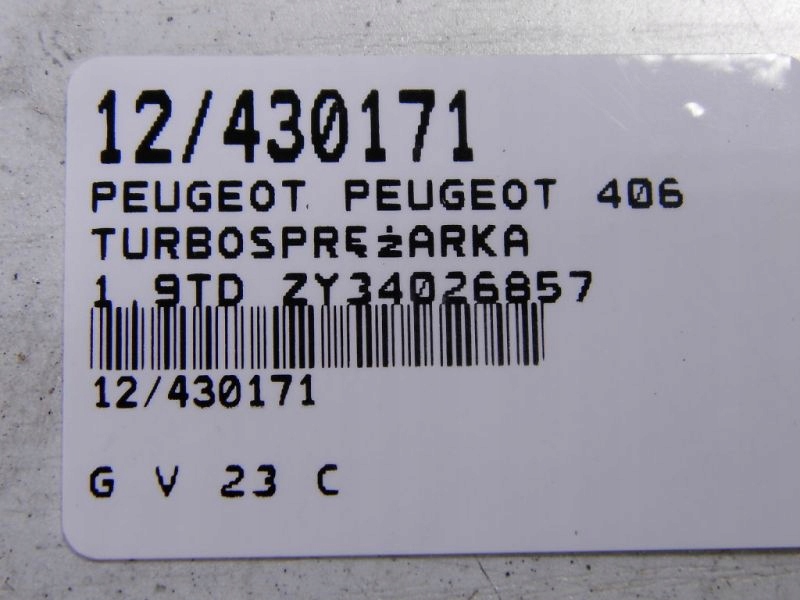 12/430171
PEUGEOT PEUGEOT 406
TURBOSPRĘżARKA
1.9TD ZY34026857
12/430171
G V 23 C